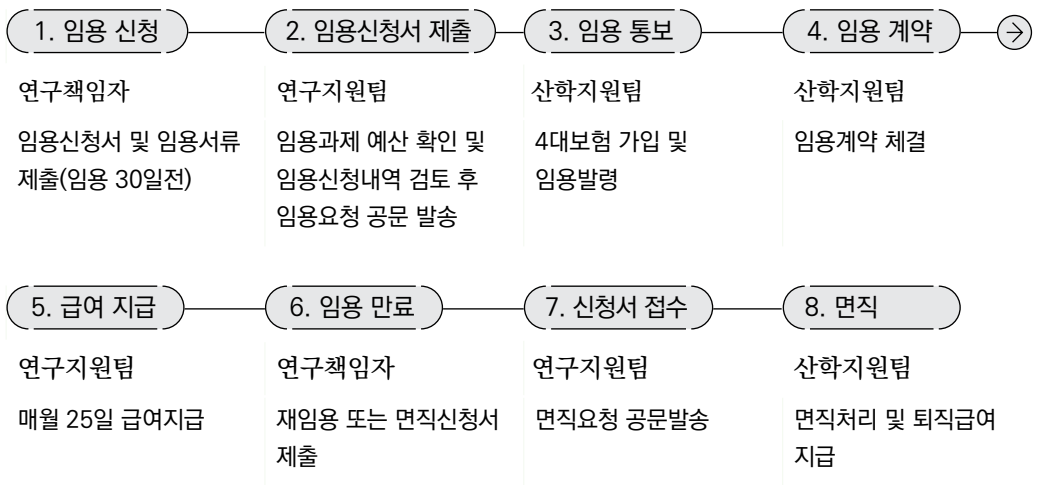 1. 임용 신청
2. 임용신청서 제출
3. 임용 통보
4. 임용 계약
연구책임자
연구지원팀
산학지원팀
산학지원팀
임용신청서 및 임용서류
제출(임용 30일전)
임용과제 예산 확인 및
임용신청내역 검토 후
임용요청 공문 발송
4대보험 가입 및
임용발령
임용계약 체결
5. 급여 지급
6. 임용 만료
7. 신청서 접수
8. 면직
연구지원팀
연구책임자
연구지원팀
산학지원팀
매월 25일 급여지급
재임용 또는 면직신청서
제출
면직요청 공문발송
면직처리 및 퇴직급여
지급